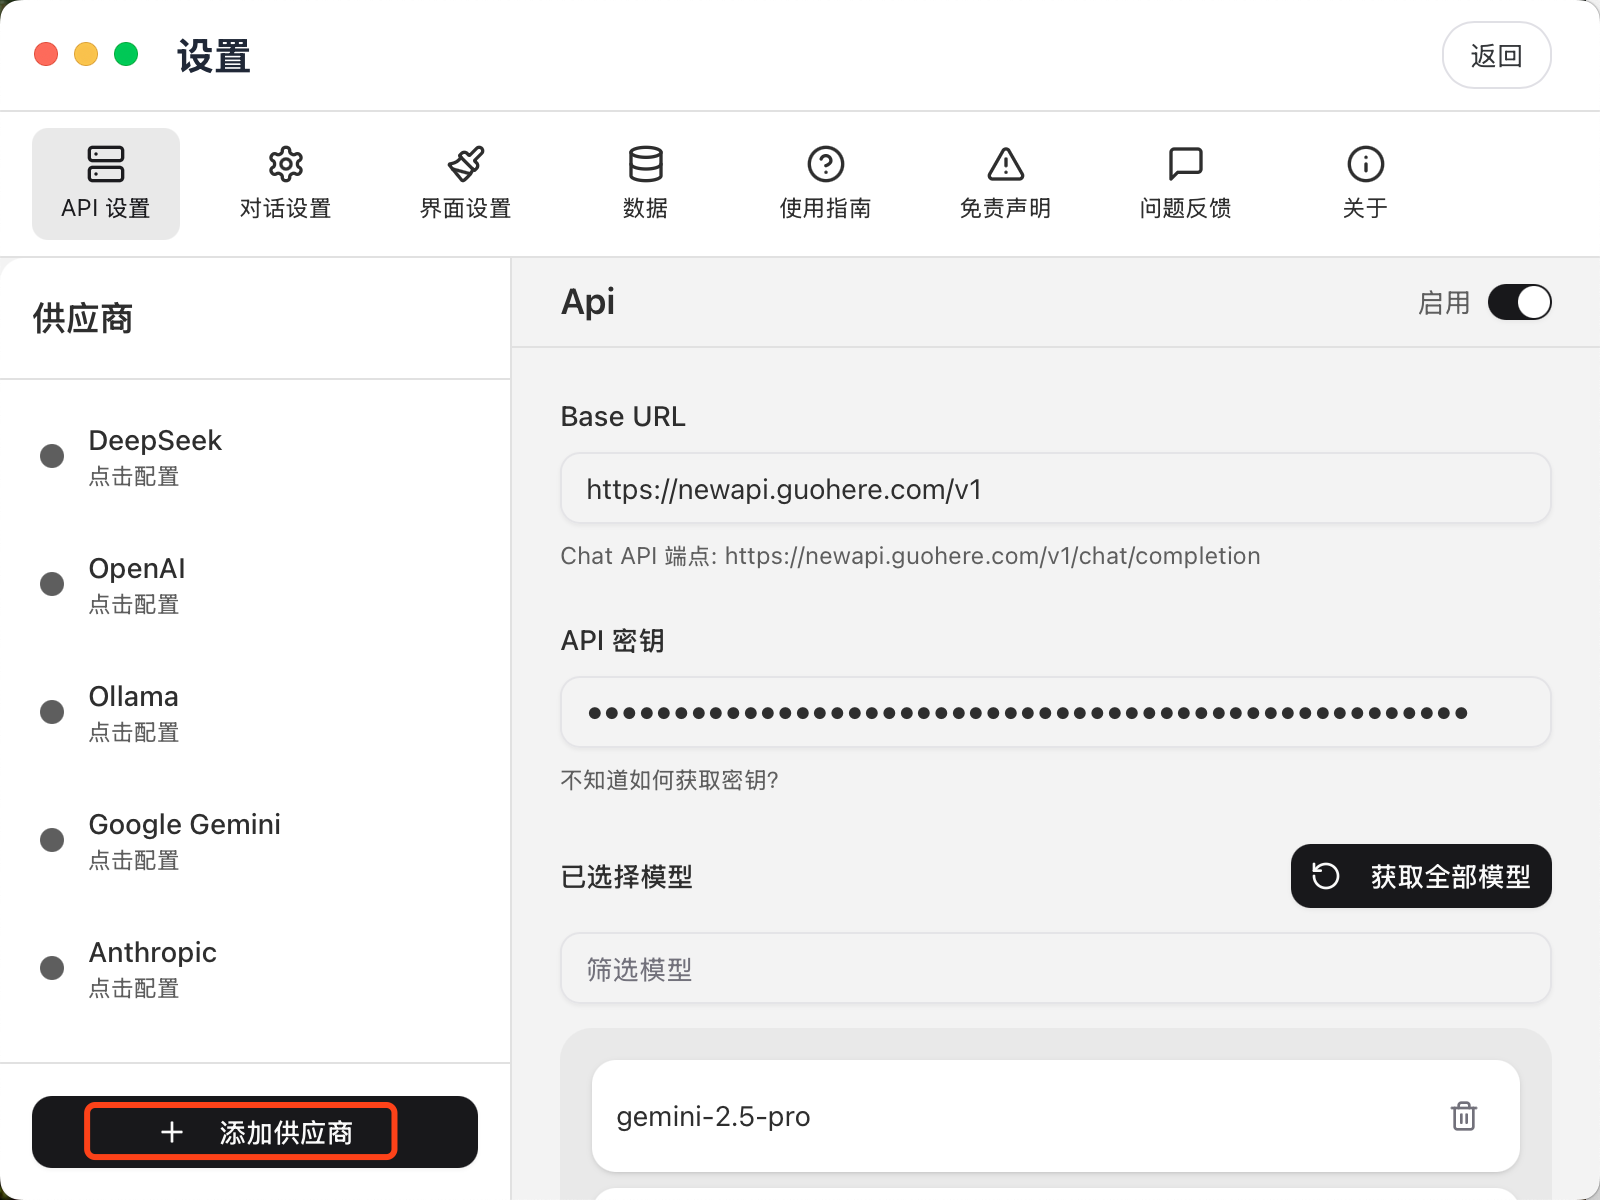 设置
返回
API 设置
对话设置
界面设置
数据
使用指南
免责声明
问题反馈
关于
供应商
DeepSeek
点击配置
OpenAI
点击配置
Ollama
点击配置
Google Gemini
点击配置
Anthropic
点击配置
添加供应商
Api
启用
Base URL
https://newapi.guohere.com/v1
Chat API 端点: https://newapi.guohere.com/v1/chat/completion
API 密钥
不知道如何获取密钥?
已选择模型
获取全部模型
筛选模型
gemini-2.5-pro